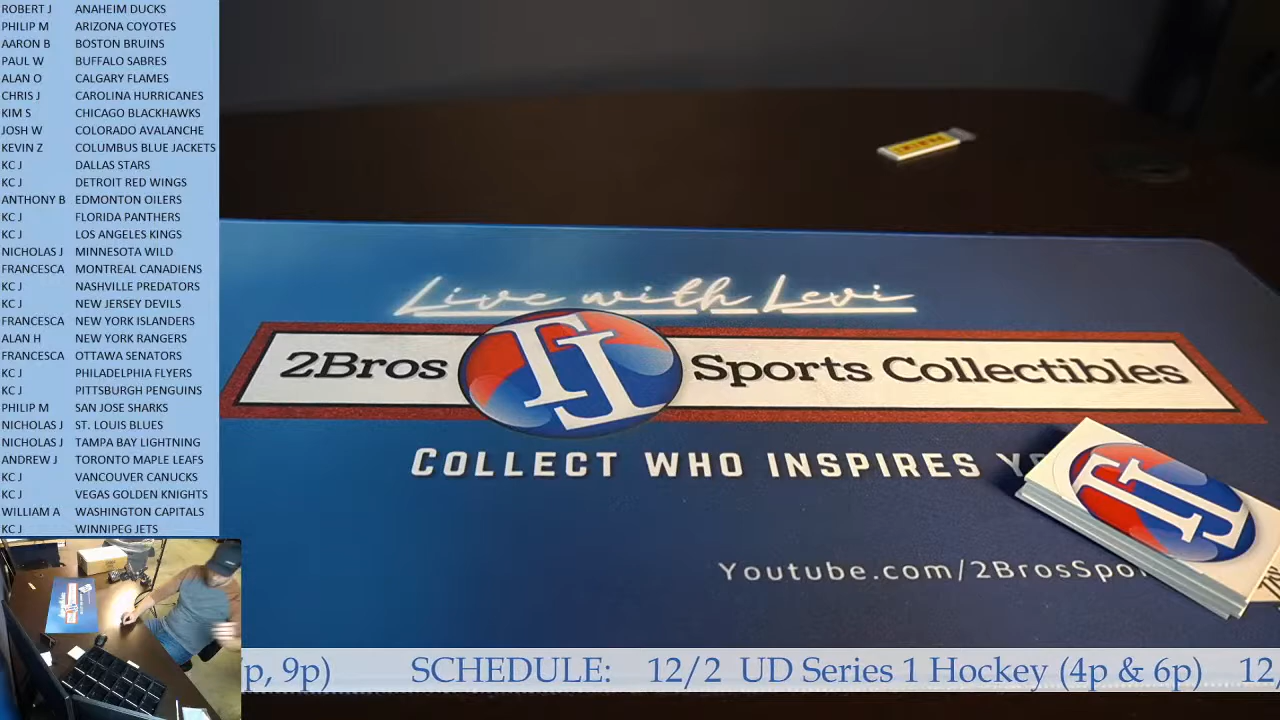 ROBERT J ANAHEIM DUCKS
PHILIP M ARIZONA COYOTES
AARON B BOSTON BRUINS
PAUL W BUFFALO SABRES
ALAN O CALGARY FLAMES
CHRIS J CAROLINA HURRICANES
KIM S CHICAGO BLACKHAWKS
JOSH W COLORADO AVALANCHE
KEVIN Z COLUMBUS BLUE JACKETS
KC J DALLAS STARS
KC J DETROIT RED WINGS
ANTHONY B EDMONTON OILERS
KC J FLORIDA PANTHERS
KC J LOS ANGELES KINGS
NICHOLAS J MINNESOTA WILD
FRANCESCA MONTREAL CANADIENS
KC J NASHVILLE PREDATORS
KC J NEW JERSEY DEVILS
FRANCESCA NEW YORK ISLANDERS
ALAN H NEW YORK RANGERS
FRANCESCA OTTAWA SENATORS
KC J PHILADELPHIA FLYERS
KC J PITTSBURGH PENGUINS
PHILIP M SAN JOSE SHARKS
NICHOLAS J ST. LOUIS BLUES
NICHOLAS J TAMPA BAY LIGHTNING
ANDREW J TORONTO MAPLE LEAFS
KC J VANCOUVER CANUCKS
KC J VEGAS GOLDEN KNIGHTS
WILLIAM A WASHINGTON CAPITALS
KC J WINNIPEG JETS
Live with Levi
2Bros TJ Sports Collectibles
COLLECT WHO INSPIRES Y
TJ
Youtube.com/2BrosSpo
p, 9p) SCHEDULE: 12/2 UD Series 1 Hockey (4p & 6p) 12/